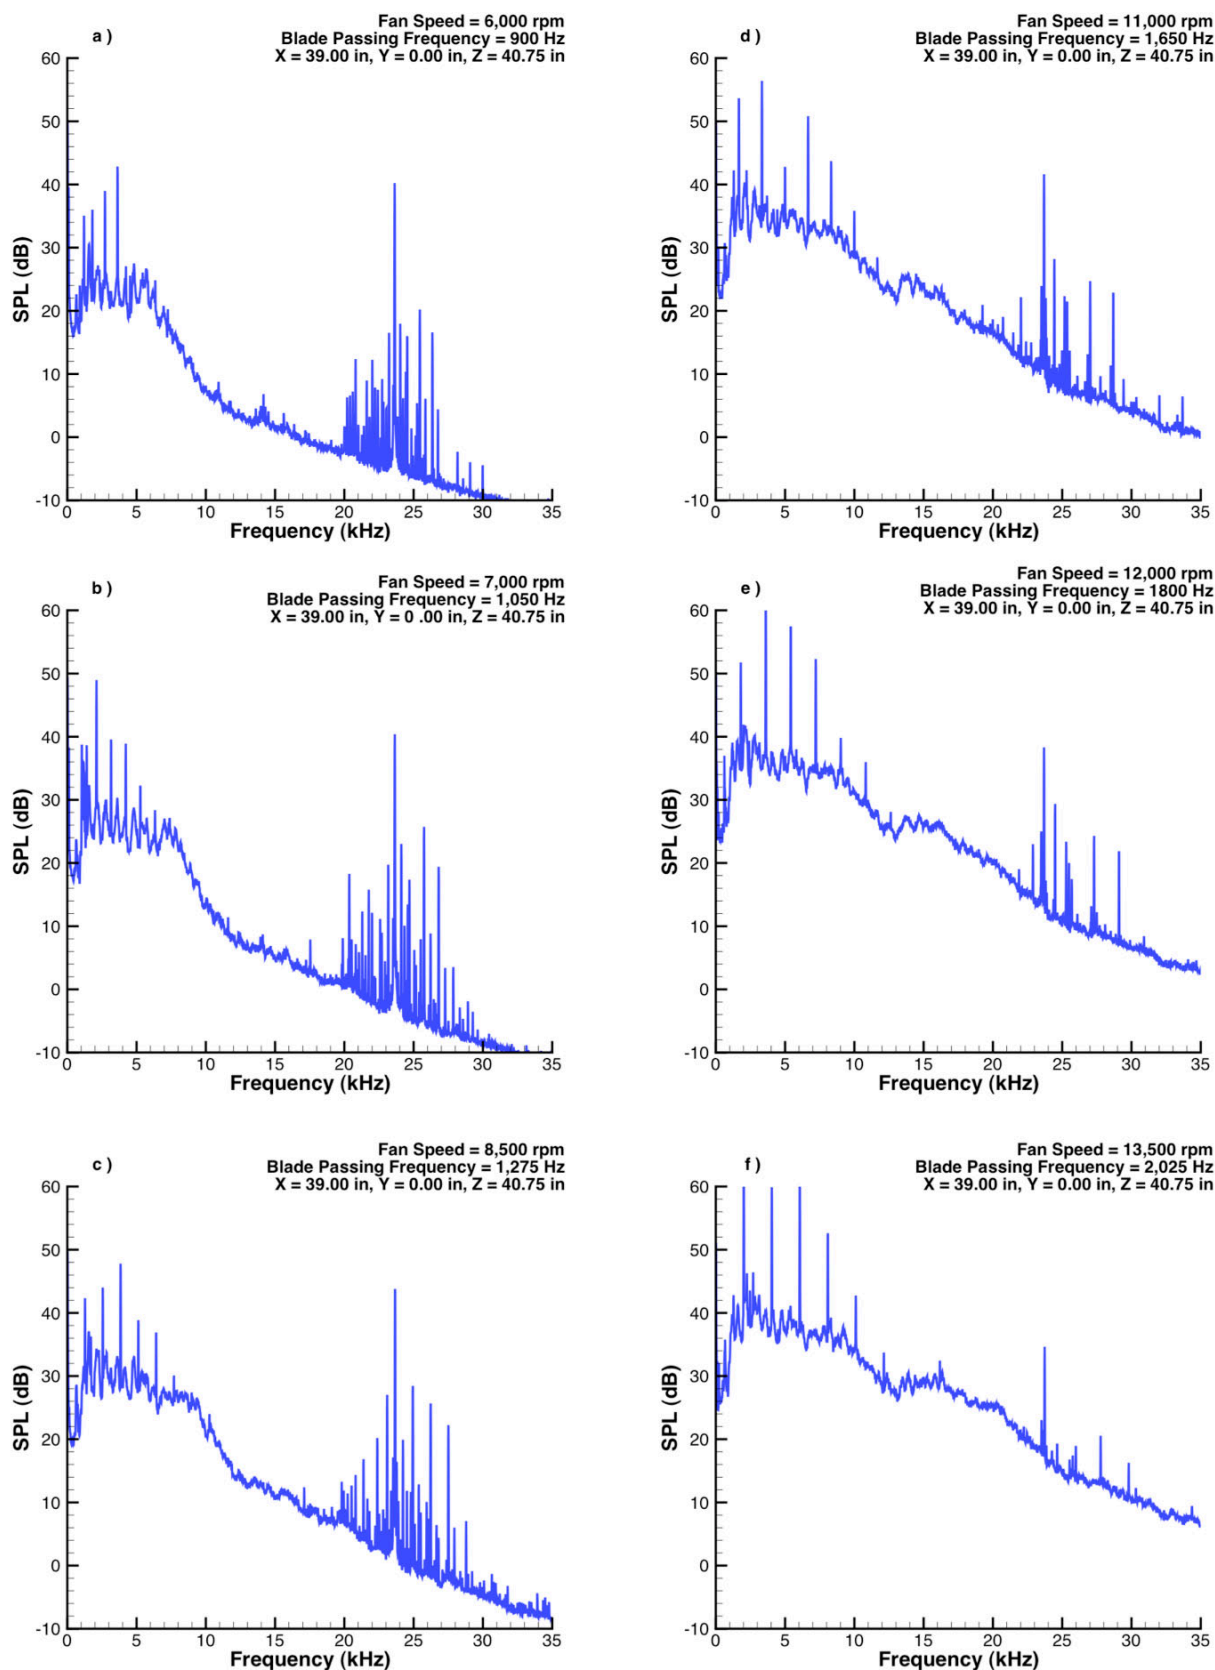 a )
Fan Speed = 6,000 rpm
Blade Passing Frequency = 900 Hz
X = 39.00 in, Y = 0.00 in, Z = 40.75 in
60
50
40
30
20
10
0
-10
SPL (dB)
0 5 10 15 20 25 30 35
Frequency (kHz)
d )
Fan Speed = 11,000 rpm
Blade Passing Frequency = 1,650 Hz
X = 39.00 in, Y = 0.00 in, Z = 40.75 in
60
50
40
30
20
10
0
-10
SPL (dB)
0 5 10 15 20 25 30 35
Frequency (kHz)
b )
Fan Speed = 7,000 rpm
Blade Passing Frequency = 1,050 Hz
X = 39.00 in, Y = 0 .00 in, Z = 40.75 in
60
50
40
30
20
10
0
-10
SPL (dB)
0 5 10 15 20 25 30 35
Frequency (kHz)
e )
Fan Speed = 12,000 rpm
Blade Passing Frequency = 1800 Hz
X = 39.00 in, Y = 0.00 in, Z = 40.75 in
60
50
40
30
20
10
0
-10
SPL (dB)
0 5 10 15 20 25 30 35
Frequency (kHz)
c )
Fan Speed = 8,500 rpm
Blade Passing Frequency = 1,275 Hz
X = 39.00 in, Y = 0.00 in, Z = 40.75 in
60
50
40
30
20
10
0
-10
SPL (dB)
0 5 10 15 20 25 30 35
Frequency (kHz)
f )
Fan Speed = 13,500 rpm
Blade Passing Frequency = 2,025 Hz
X = 39.00 in, Y = 0.00 in, Z = 40.75 in
60
50
40
30
20
10
0
-10
SPL (dB)
0 5 10 15 20 25 30 35
Frequency (kHz)